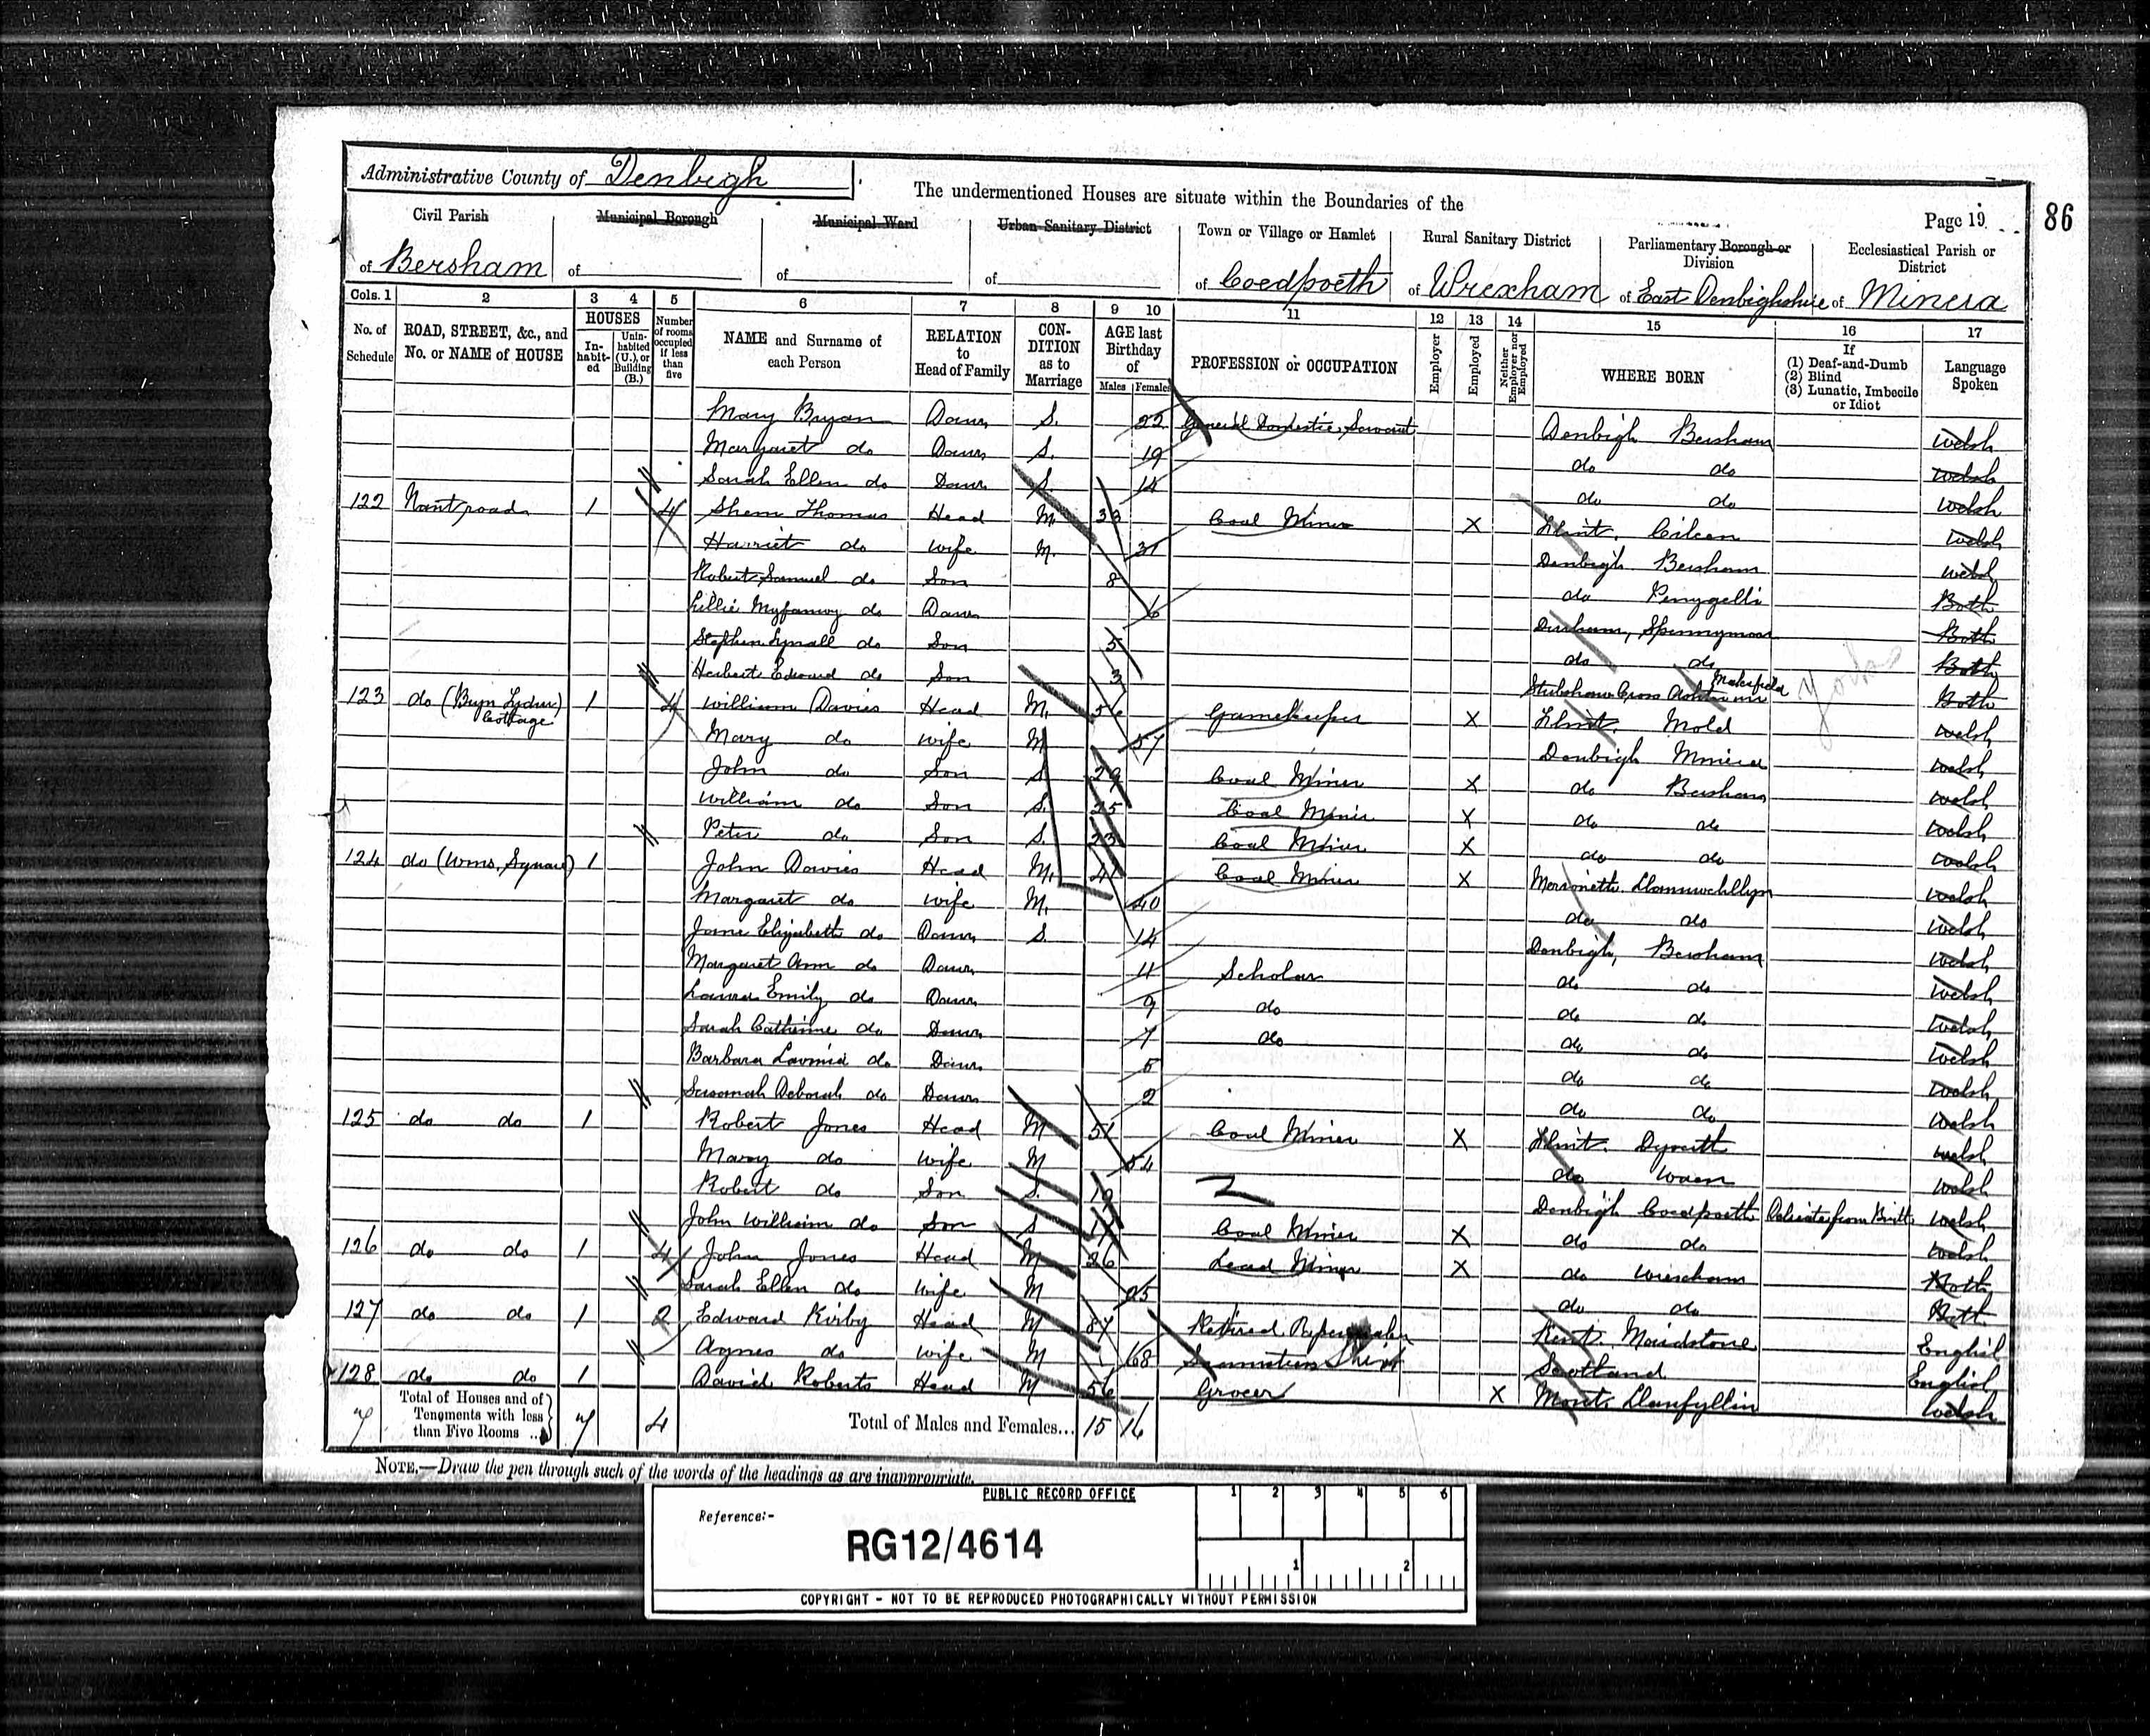 Administrative County of Denbigh
The undermentioned Houses are situate within the Boundaries of the
Page 19
86
Civil Parish
Municipal Borough
Municipal Ward
Urban Sanitary District
Town or Village or Hamlet
Rural Sanitary District
Parliamentary Borough or Division
Ecclesiastical Parish or District
of Bersham of of of of Coedpoeth of Wrexham of East Denbighshire of Minera
Cols. 1 2 3 4 5 6 7 8 9 10 11 12 13 14 15 16 17
No. of Schedule
ROAD, STREET, &c., and No. or NAME of HOUSE
HOUSES
Inhabited
Uninhabited (U.), or Building (B.)
Number of rooms occupied if less than five
NAME and Surname of each Person
RELATION to Head of Family
CONDITION as to Marriage
AGE last Birthday of
Males Females
PROFESSION or OCCUPATION
Employer
Employed
Neither Employer nor Employed
WHERE BORN
If (1) Deaf-and-Dumb (2) Blind (3) Lunatic, Imbecile or Idiot
Language Spoken
Mary Bryan Daur S. 22 General Domestic Servant Denbigh Bersham Welsh
Margaret do Daur S. 19 do do Welsh
Sarah Ellen do Daur S. 14 do do Welsh
122 Nant road 1 4 Shem Thomas Head M. 33 Coal Miner X Flint. Cilcen Welsh
Harriet do Wife M. 31 Denbigh Bersham Welsh
Robert Samuel do Son 8 do Penygelli Both
Lillie Myfanwy do Daur 6 Durham, Spennymoor Both
Stephen Lynall do Son 5 do do Both
Herbert Edward do Son 3 Stubshaw Cross Ashton in Makerfield Both
123 do (Bryn Cottage) 1 4 William Davies Head M. 56 Gamekeeper X Flint. Mold Welsh
Mary do Wife M 57 Denbigh Minera Welsh
John do Son S. 29 Coal Miner X do Bersham Welsh
William do Son S. 25 Coal Miner X do do Welsh
Peter do Son S. 23 Coal Miner X do do Welsh
124 do (Wms. Square) 1 John Davies Head M. 41 Coal Miner X Merioneth Llanuwchllyn Welsh
Margaret do Wife M. 40 do do Welsh
Jane Elizabeth do Daur S. 14 Denbigh, Bersham Welsh
Margaret Ann do Daur 11 Scholar do do Welsh
Laura Emily do Daur 9 do do do Welsh
Sarah Catherine do Daur 7 do do do Welsh
Barbara Lavinia do Daur 5 do do Welsh
Susannah Deborah do Daur 2 do do Welsh
125 do do 1 Robert Jones Head M 51 Coal Miner X Flint. Welsh
Mary do Wife M 54 do Waen Welsh
Robert do Son S. 19 Denbigh Coedpoeth Delicate from Birth Welsh
John William do Son S 17 Coal Miner X do do Welsh
126 do do 1 4 John Jones Head M 26 Lead Miner X do Wrexham Both
Sarah Ellen do Wife M 25 do do Both
127 do do 1 2 Edward Kirby Head M 87 Retired Kent. Maidstone English
Agnes do Wife M 68 Scotland English
128 do do 1 David Roberts Head M 56 Grocer X Mont. Llanfyllin Welsh
7 Total of Houses and of Tenements with less than Five Rooms 7 4 Total of Males and Females... 15 16
NOTE.—Draw the pen through such of the words of the headings as are inappropriate.
PUBLIC RECORD OFFICE
Reference:-
RG12/4614
1 2 3 4 5 6
1 2
COPYRIGHT - NOT TO BE REPRODUCED PHOTOGRAPHICALLY WITHOUT PERMISSION